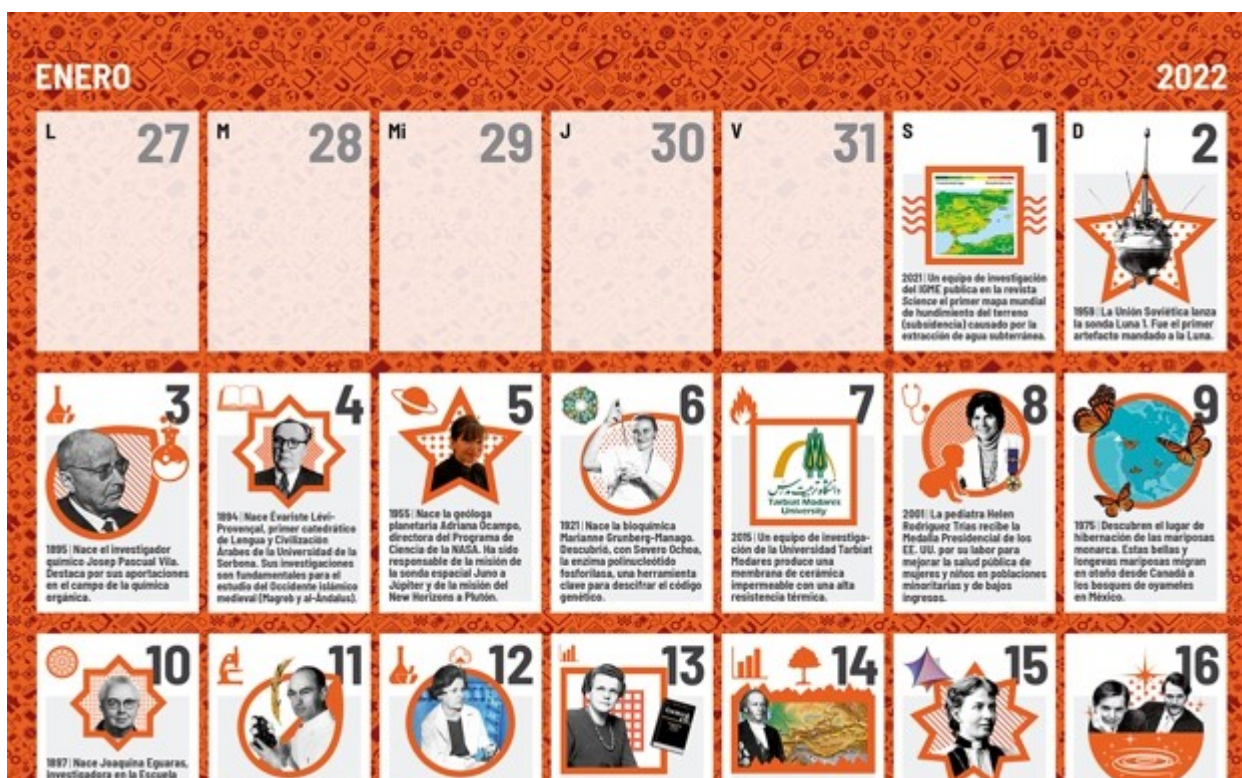 ENERO
2022
L 27
M 28
Mi 29
J 30
V 31
S 1
2021 | Un equipo de investigación
del IGME publica en la revista
Science el primer mapa mundial
de hundimiento del terreno
(subsidencia) causado por la
extracción de agua subterránea.
D 2
1959 | La Unión Soviética lanza
la sonda Luna 1. Fue el primer
artefacto mandado a la Luna.
3
1895 | Nace el investigador
químico Josep Pascual Vila.
Destaca por sus aportaciones
en el campo de la química
orgánica.
4
1894 | Nace Évariste Lévi-
Provençal, primer catedrático
de Lengua y Civilización
Árabes de la Universidad de la
Sorbona. Sus investigaciones
son fundamentales para el
estudio del Occidente Islámico
medieval (Magreb y al-Ándalus).
5
1955 | Nace la geóloga
planetaria Adriana Ocampo,
directora del Programa de
Ciencia de la NASA. Ha sido
responsable de la misión de
la sonda espacial Juno a
Júpiter y de la misión del
New Horizons a Plutón.
6
1921 | Nace la bioquímica
Marianne Grunberg-Manago.
Descubrió, con Severo Ochoa,
la enzima polinucleótido
fosforilasa, una herramienta
clave para descifrar el código
genético.
7
Tarbiat Modares
University
2015 | Un equipo de investiga-
ción de la Universidad Tarbiat
Modares produce una
membrana de cerámica
impermeable con una alta
resistencia térmica.
8
2001 | La pediatra Helen
Rodríguez Trías recibe la
Medalla Presidencial de los
EE. UU. por su labor para
mejorar la salud pública de
mujeres y niños en poblaciones
minoritarias y de bajos
ingresos.
9
1975 | Descubren el lugar de
hibernación de las mariposas
monarca. Estas bellas y
longevas mariposas migran
en otoño desde Canadá a
los bosques de oyameles
en México.
10
1897 | Nace Joaquina Eguaras,
investigadora en la Escuela
11
12
13
14
15
16